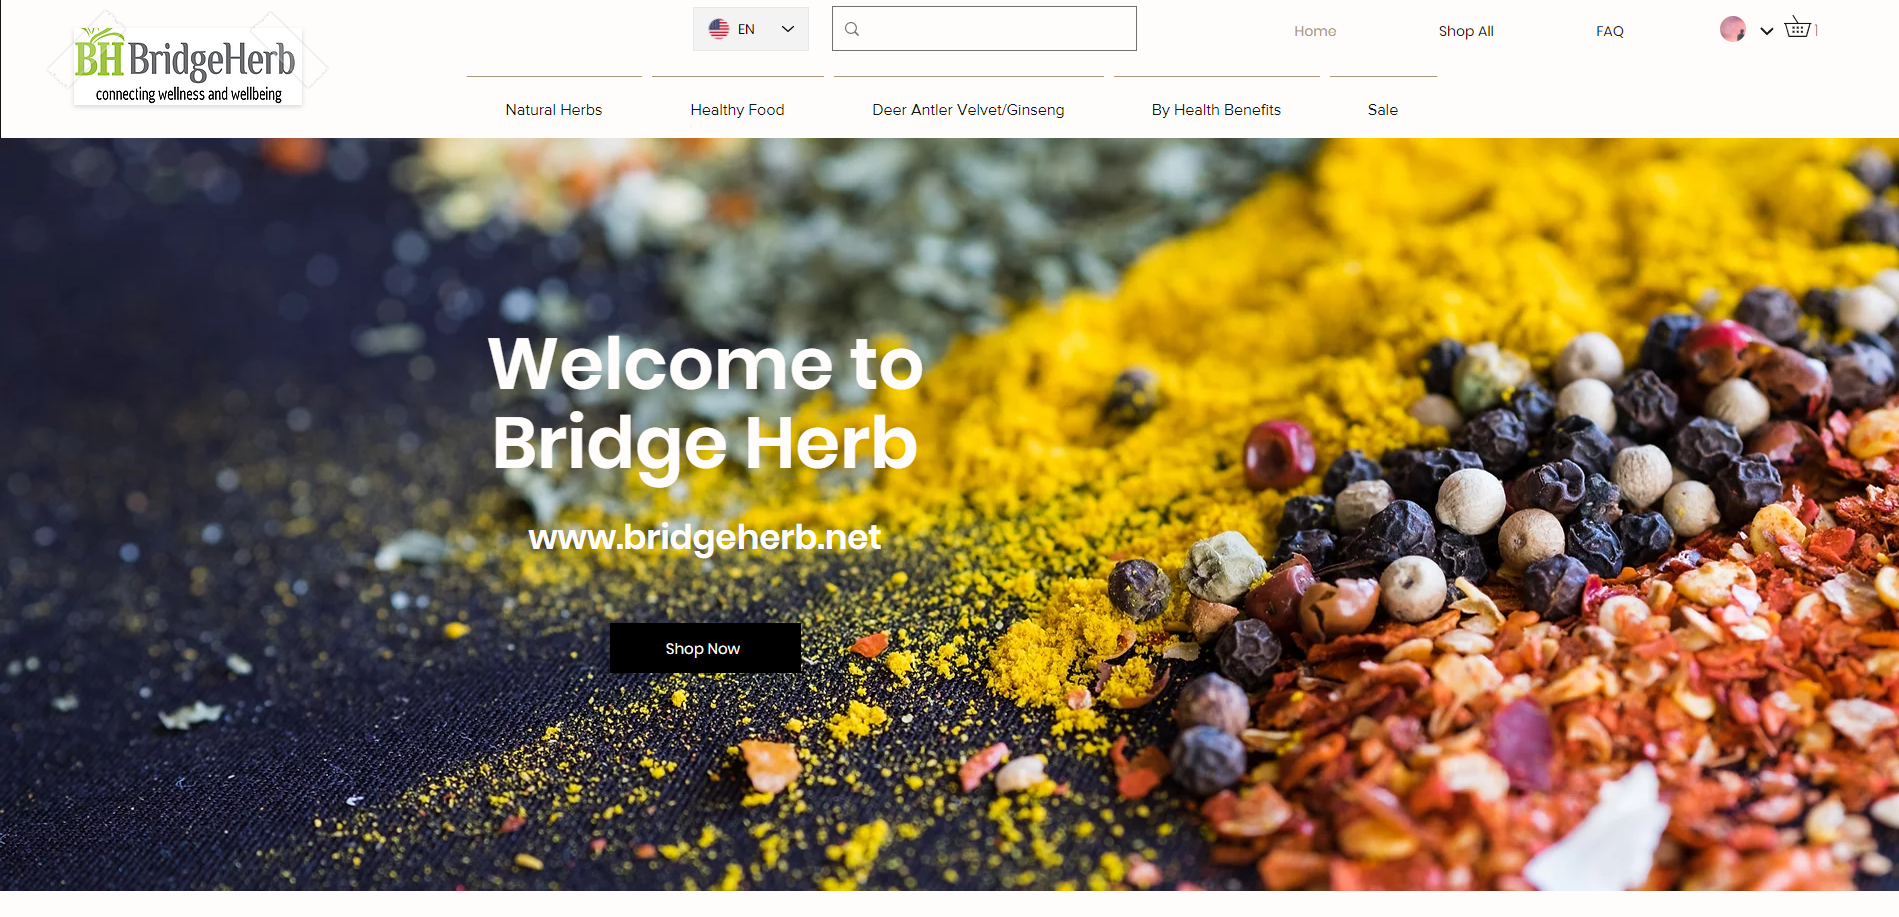 BH BridgeHerb
connecting wellness and wellbeing
EN
Home
Shop All
FAQ
1
Natural Herbs
Healthy Food
Deer Antler Velvet/Ginseng
By Health Benefits
Sale
Welcome to
Bridge Herb
www.bridgeherb.net
Shop Now